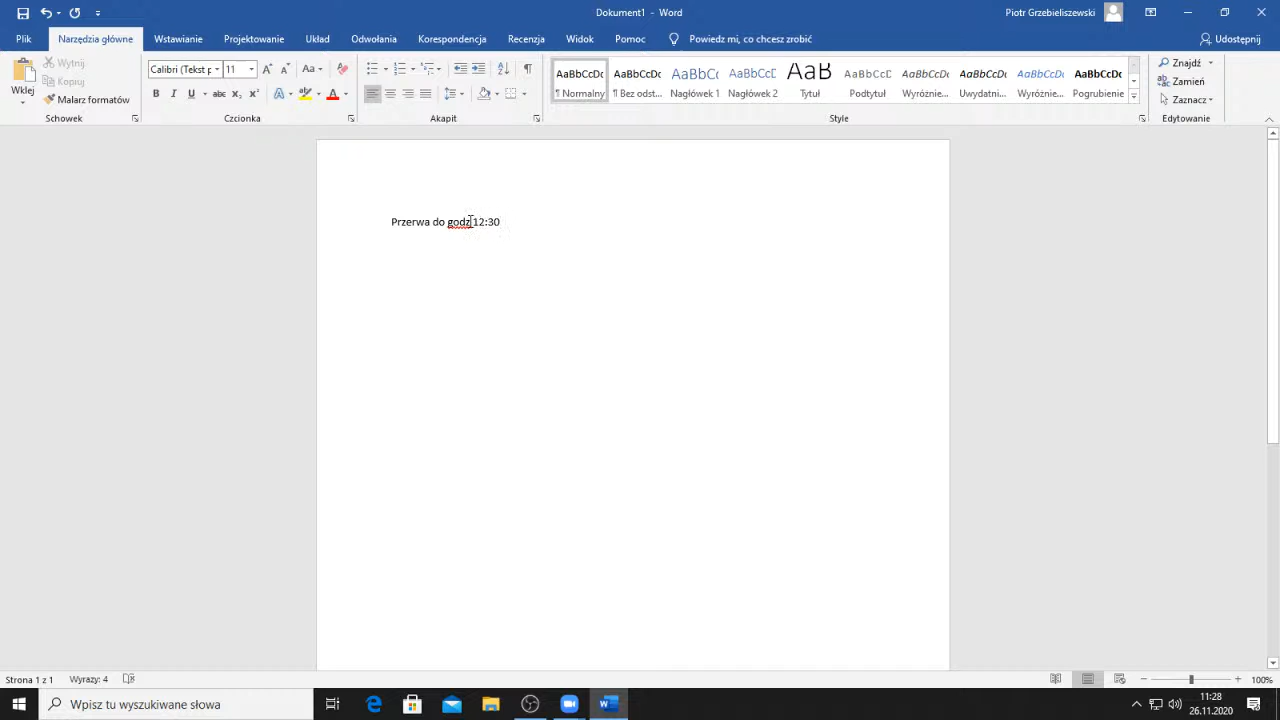 Dokument1 - Word
Piotr Grzebieliszewski
Plik Narzędzia główne Wstawianie Projektowanie Układ Odwołania Korespondencja Recenzja Widok Pomoc Powiedz mi, co chcesz zrobić Udostępnij
Wklej
Wytnij
Kopiuj
Malarz formatów
Schowek
Calibri (Tekst p 11
Czcionka
Akapit
AaBbCcDc AaBbCcDc AaBbCc AaBbCcD AaB AaBbCcD AaBbCcDc AaBbCcDc AaBbCcDc AaBbCcDc
¶ Normalny ¶ Bez odst... Nagłówek 1 Nagłówek 2 Tytuł Podtytuł Wyróżnie... Uwydatni... Wyróżnie... Pogrubienie
Style
Znajdź
Zamień
Zaznacz
Edytowanie
Przerwa do godz 12:30
Strona 1 z 1 Wyrazy: 4
100%
Wpisz tu wyszukiwane słowa
11:28
26.11.2020